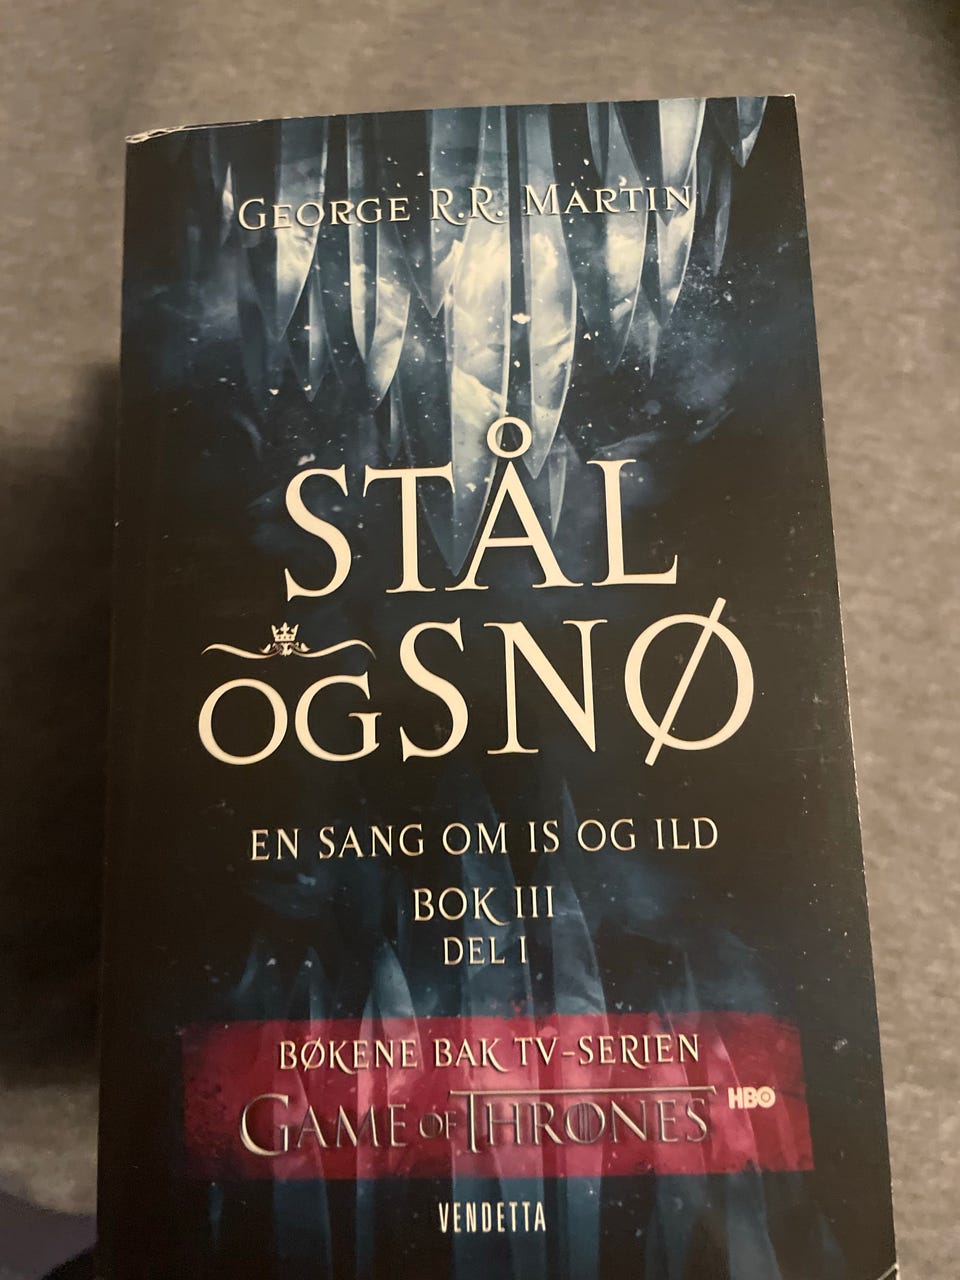 GEORGE R.R. MARTIN
STÅL
OG SNØ
EN SANG OM IS OG ILD
BOK III
DEL I
BØKENE BAK TV-SERIEN
GAME OF THRONES HBO
VENDETTA